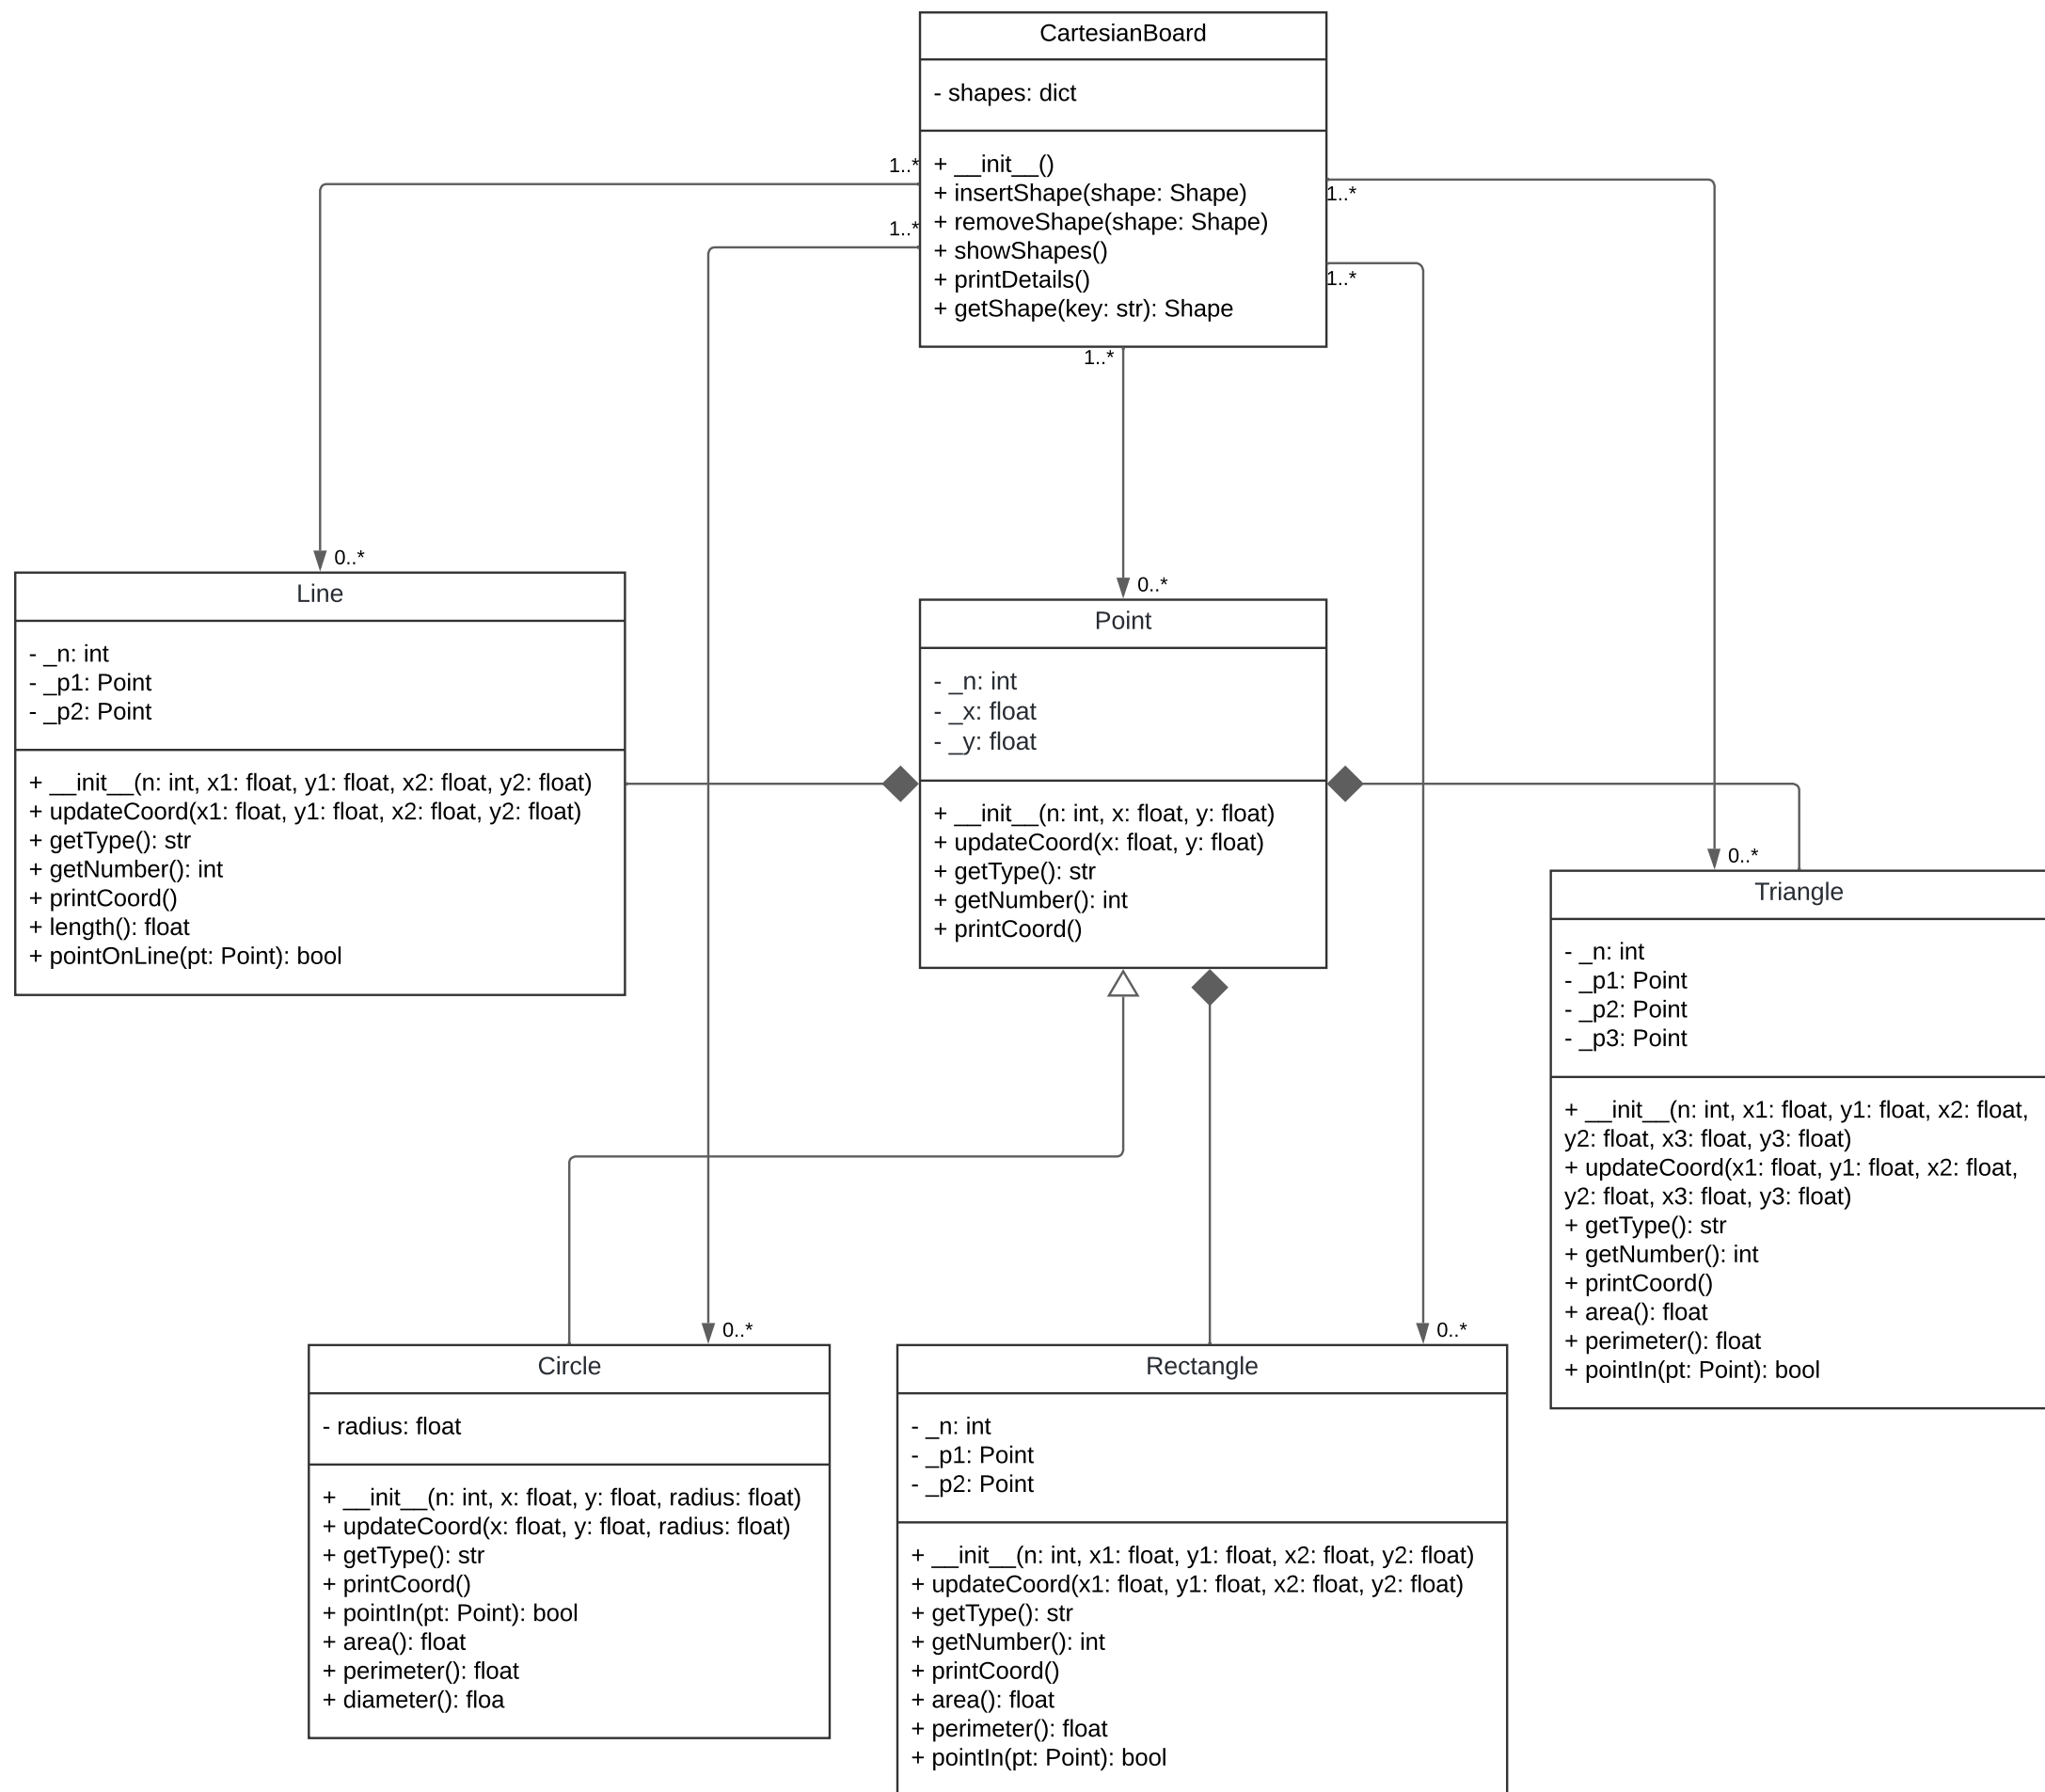 CartesianBoard
- shapes: dict
+ __init__()
+ insertShape(shape: Shape)
+ removeShape(shape: Shape)
+ showShapes()
+ printDetails()
+ getShape(key: str): Shape
1..*
1..*
1..*
1..*
1..*
0..*
0..*
0..*
0..*
0..*
Line
- _n: int
- _p1: Point
- _p2: Point
+ __init__(n: int, x1: float, y1: float, x2: float, y2: float)
+ updateCoord(x1: float, y1: float, x2: float, y2: float)
+ getType(): str
+ getNumber(): int
+ printCoord()
+ length(): float
+ pointOnLine(pt: Point): bool
Point
- _n: int
- _x: float
- _y: float
+ __init__(n: int, x: float, y: float)
+ updateCoord(x: float, y: float)
+ getType(): str
+ getNumber(): int
+ printCoord()
Triangle
- _n: int
- _p1: Point
- _p2: Point
- _p3: Point
+ __init__(n: int, x1: float, y1: float, x2: float,
y2: float, x3: float, y3: float)
+ updateCoord(x1: float, y1: float, x2: float,
y2: float, x3: float, y3: float)
+ getType(): str
+ getNumber(): int
+ printCoord()
+ area(): float
+ perimeter(): float
+ pointIn(pt: Point): bool
Circle
- radius: float
+ __init__(n: int, x: float, y: float, radius: float)
+ updateCoord(x: float, y: float, radius: float)
+ getType(): str
+ printCoord()
+ pointIn(pt: Point): bool
+ area(): float
+ perimeter(): float
+ diameter(): floa
Rectangle
- _n: int
- _p1: Point
- _p2: Point
+ __init__(n: int, x1: float, y1: float, x2: float, y2: float)
+ updateCoord(x1: float, y1: float, x2: float, y2: float)
+ getType(): str
+ getNumber(): int
+ printCoord()
+ area(): float
+ perimeter(): float
+ pointIn(pt: Point): bool